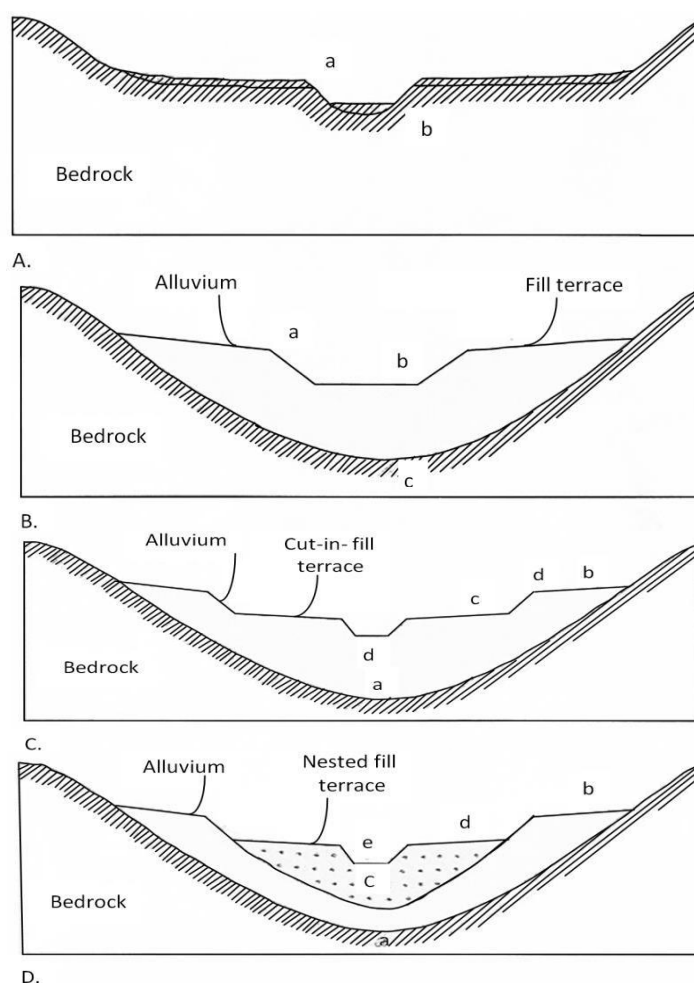 a
b
Bedrock
A.
Alluvium
Fill terrace
a
b
Bedrock
c
B.
Alluvium
Cut-in- fill
terrace
d
b
c
d
Bedrock
a
C.
Alluvium
Nested fill
terrace
b
d
e
C
Bedrock
a
D.